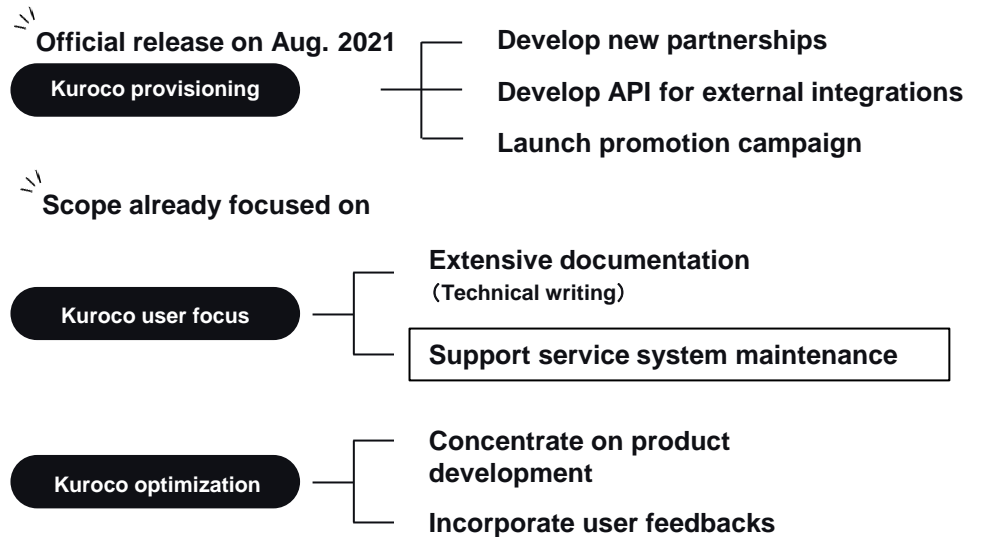 Official release on Aug. 2021
Kuroco provisioning
Develop new partnerships
Develop API for external integrations
Launch promotion campaign
Scope already focused on
Kuroco user focus
Extensive documentation
（Technical writing）
Support service system maintenance
Kuroco optimization
Concentrate on product
development
Incorporate user feedbacks